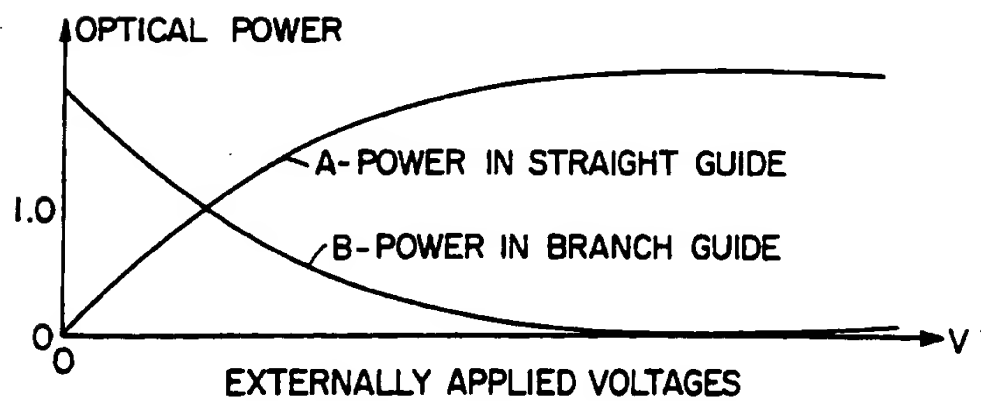 OPTICAL POWER
A-POWER IN STRAIGHT GUIDE
1.0
B-POWER IN BRANCH GUIDE
0
V
0
EXTERNALLY APPLIED VOLTAGES